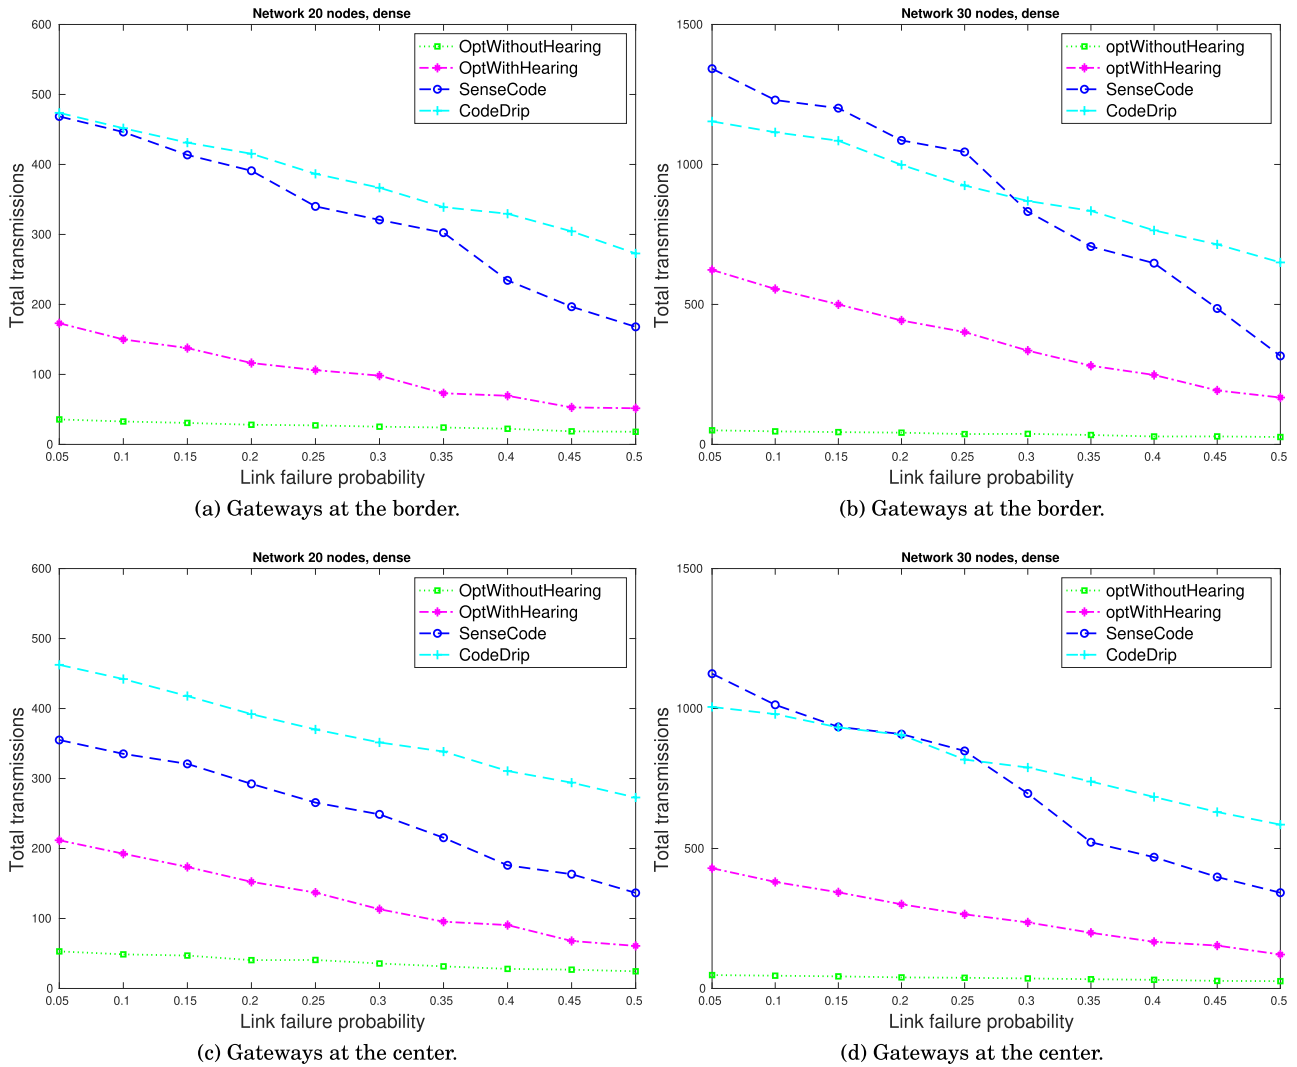 Network 20 nodes, dense
600
500
400
300
200
100
0
Total transmissions
OptWithoutHearing
OptWithHearing
SenseCode
CodeDrip
0.05 0.1 0.15 0.2 0.25 0.3 0.35 0.4 0.45 0.5
Link failure probability
(a) Gateways at the border.
Network 30 nodes, dense
1500
1000
500
0
Total transmissions
optWithoutHearing
optWithHearing
SenseCode
CodeDrip
0.05 0.1 0.15 0.2 0.25 0.3 0.35 0.4 0.45 0.5
Link failure probability
(b) Gateways at the border.
Network 20 nodes, dense
600
500
400
300
200
100
0
Total transmissions
OptWithoutHearing
OptWithHearing
SenseCode
CodeDrip
0.05 0.1 0.15 0.2 0.25 0.3 0.35 0.4 0.45 0.5
Link failure probability
(c) Gateways at the center.
Network 30 nodes, dense
1500
1000
500
0
Total transmissions
optWithoutHearing
optWithHearing
SenseCode
CodeDrip
0.05 0.1 0.15 0.2 0.25 0.3 0.35 0.4 0.45 0.5
Link failure probability
(d) Gateways at the center.